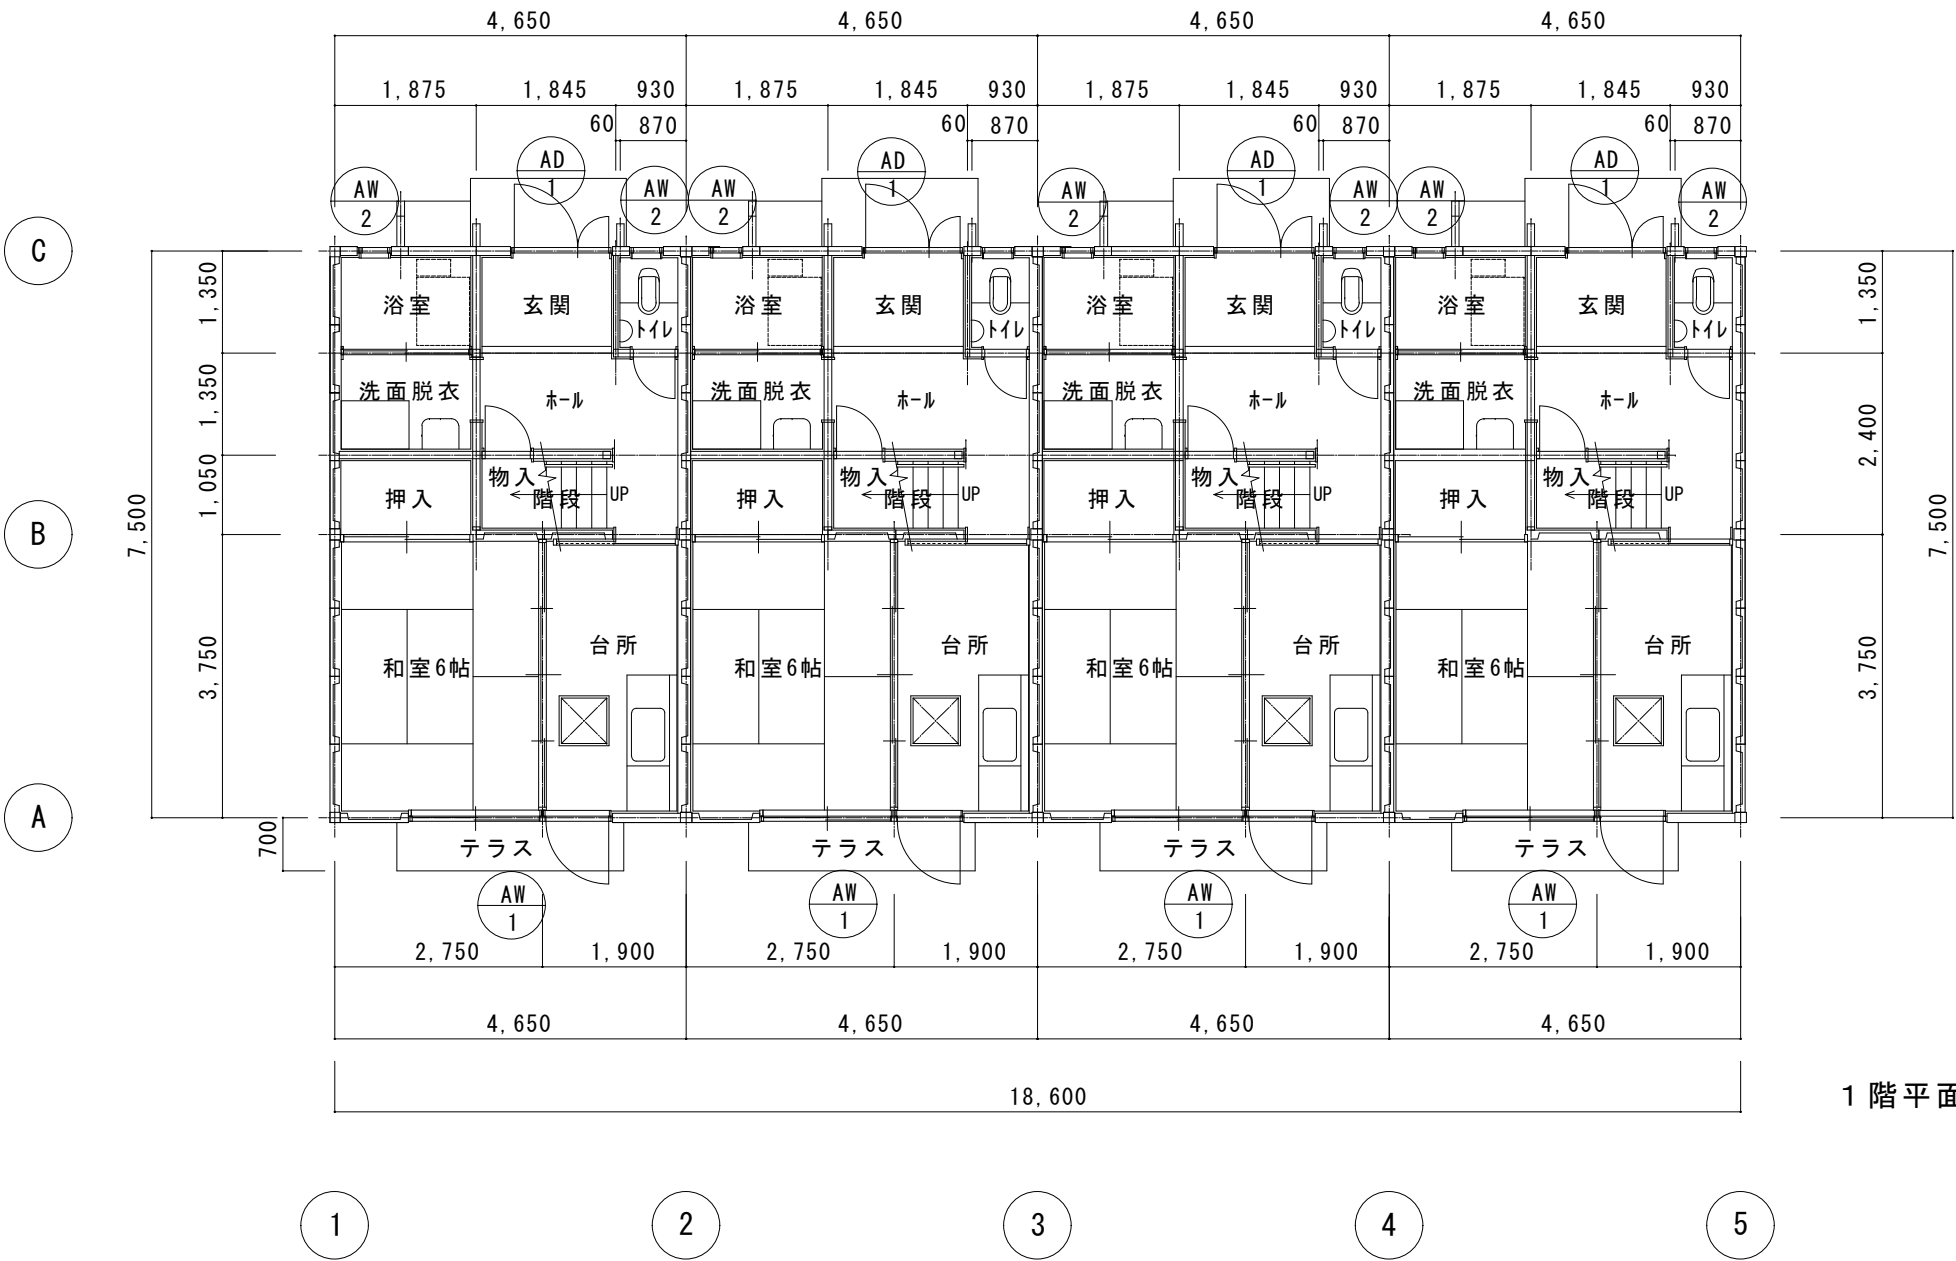 4,650 4,650 4,650 4,650
1,875 1,845 930 1,875 1,845 930 1,875 1,845 930 1,875 1,845 930
60 870 60 870 60 870 60 870
AD 1 AD 1 AD 1 AD 1
AW 2 AW 2 AW 2 AW 2 AW 2 AW 2 AW 2
C
1,350 1,350
浴室 玄関 トイレ 浴室 玄関 トイレ 浴室 玄関 トイレ 浴室 玄関 トイレ
1,350 2,400
洗面脱衣 ホール 洗面脱衣 ホール 洗面脱衣 ホール 洗面脱衣 ホール
1,050
押入 物入 階段 UP 押入 物入 階段 UP 押入 物入 階段 UP 押入 物入 階段 UP
7,500 7,500
B
3,750 3,750
和室6帖 台所 和室6帖 台所 和室6帖 台所 和室6帖 台所
A
700
テラス テラス テラス テラス
AW 1 AW 1 AW 1 AW 1
2,750 1,900 2,750 1,900 2,750 1,900 2,750 1,900
4,650 4,650 4,650 4,650
18,600
1階平面
1 2 3 4 5